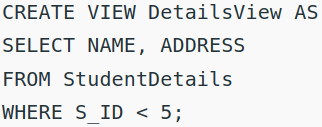 CREATE VIEW DetailsView AS
SELECT NAME, ADDRESS
FROM StudentDetails
WHERE S_ID < 5;